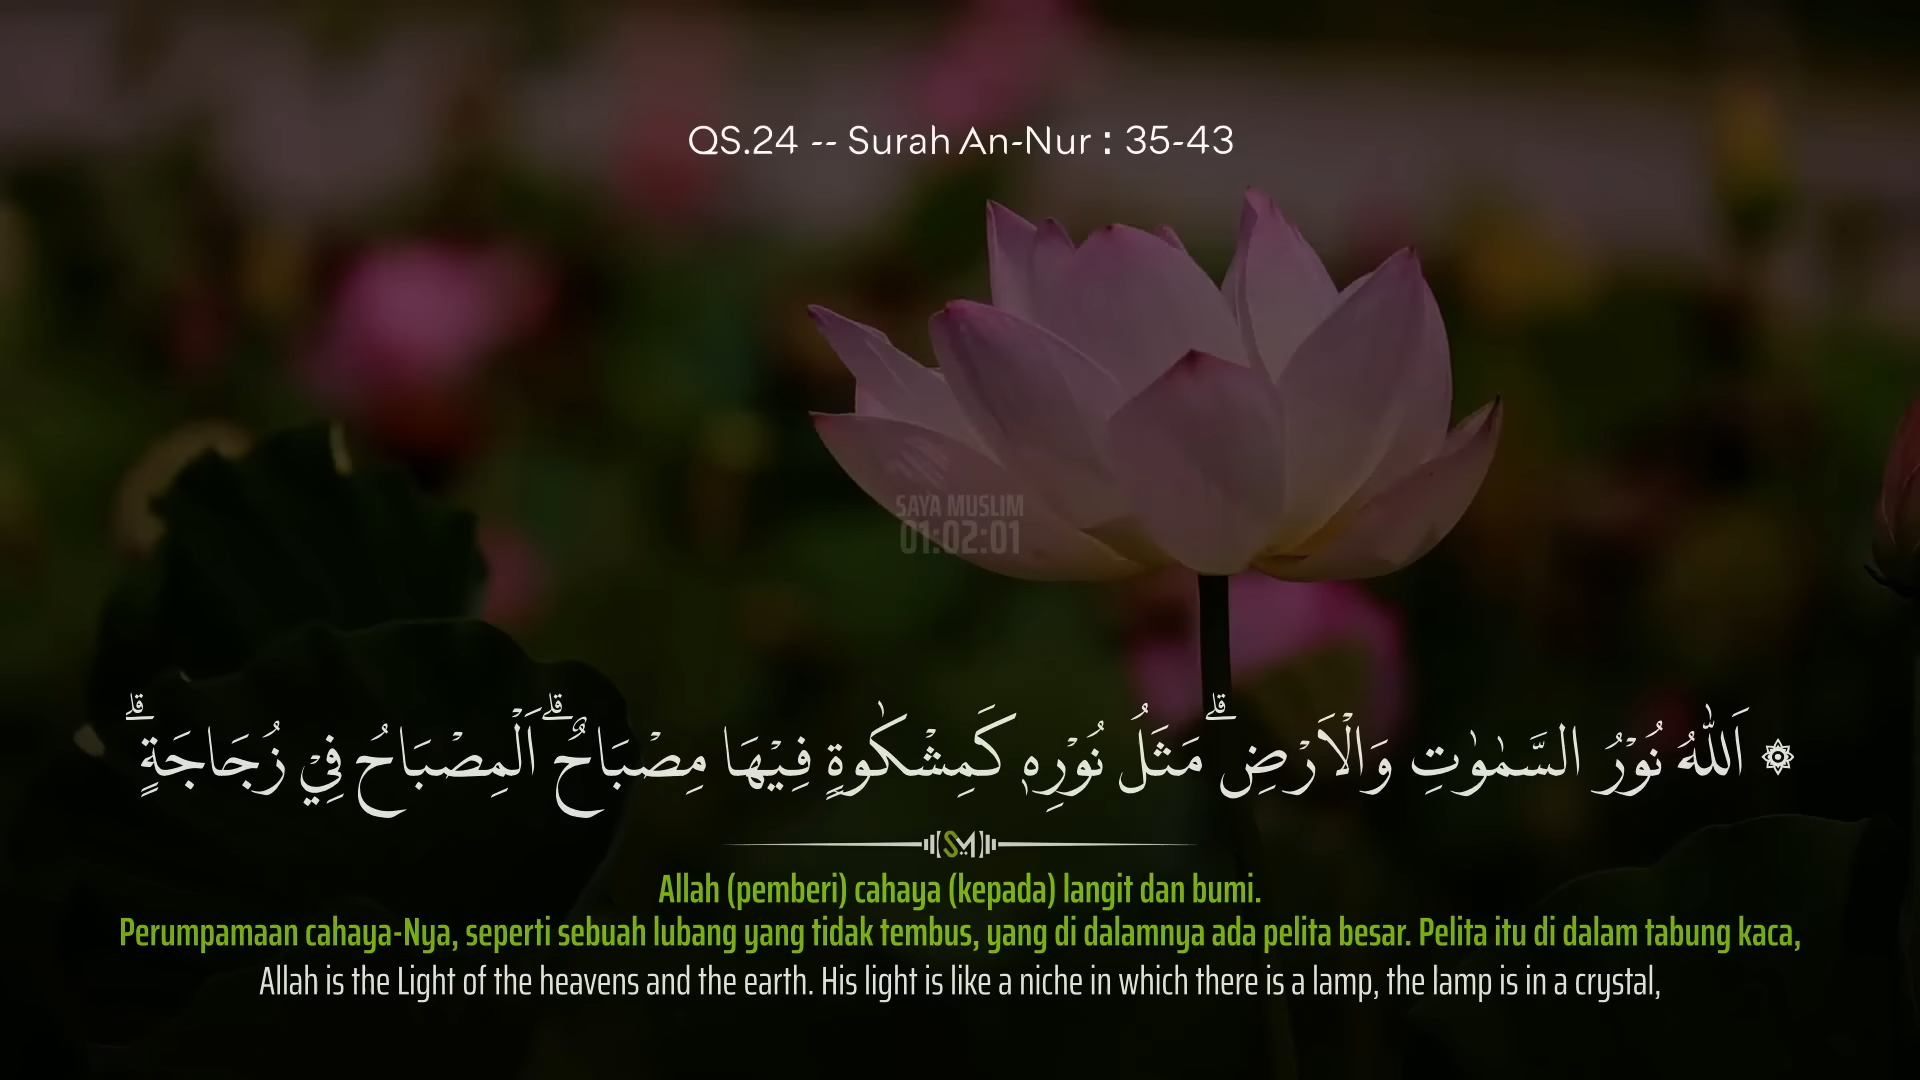 QS.24 -- Surah An-Nur : 35-43
SAYA MUSLIM
01:02:01
۞ اَللّٰهُ نُوْرُ السَّمٰوٰتِ وَالْاَرْضِ ۗ مَثَلُ نُوْرِهٖ كَمِشْكٰوةٍ فِيْهَا مِصْبَاحٌ ۗ اَلْمِصْبَاحُ فِيْ زُجَاجَةٍ ۗ
SM
Allah (pemberi) cahaya (kepada) langit dan bumi.
Perumpamaan cahaya-Nya, seperti sebuah lubang yang tidak tembus, yang di dalamnya ada pelita besar. Pelita itu di dalam tabung kaca,
Allah is the Light of the heavens and the earth. His light is like a niche in which there is a lamp, the lamp is in a crystal,